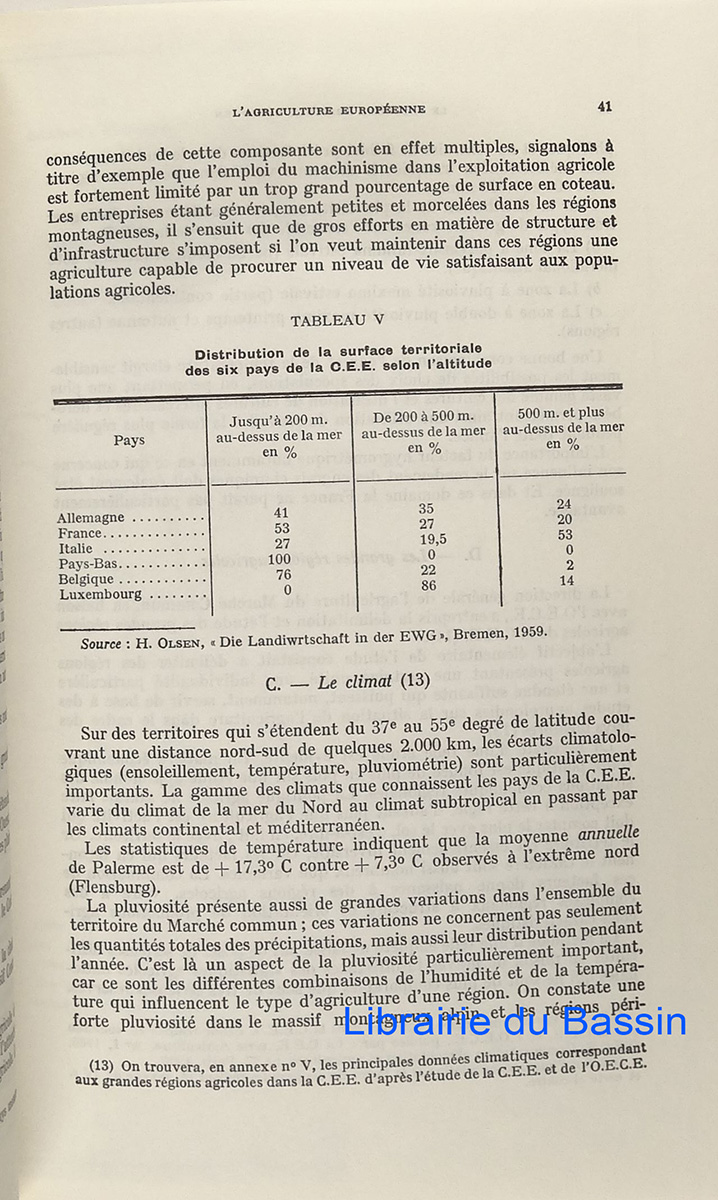 L'AGRICULTURE EUROPÉENNE 41
conséquences de cette composante sont en effet multiples, signalons à
titre d'exemple que l'emploi du machinisme dans l'exploitation agricole
est fortement limité par un trop grand pourcentage de surface en coteau.
Les entreprises étant généralement petites et morcelées dans les régions
montagneuses, il s'ensuit que de gros efforts en matière de structure et
d'infrastructure s'imposent si l'on veut maintenir dans ces régions une
agriculture capable de procurer un niveau de vie satisfaisant aux popu-
lations agricoles.
TABLEAU V
Distribution de la surface territoriale
des six pays de la C.E.E. selon l'altitude
Pays | Jusqu'à 200 m. au-dessus de la mer en % | De 200 à 500 m. au-dessus de la mer en % | 500 m. et plus au-dessus de la mer en %
Allemagne .......... 41 35 24
France.............. 53 27 20
Italie .............. 27 19,5 53
Pays-Bas............ 100 0 0
Belgique ............ 76 22 2
Luxembourg ........ 0 86 14
Source : H. OLSEN, « Die Landiwrtschaft in der EWG », Bremen, 1959.
C. — Le climat (13)
Sur des territoires qui s'étendent du 37e au 55e degré de latitude cou-
vrant une distance nord-sud de quelques 2.000 km, les écarts climatolo-
giques (ensoleillement, température, pluviométrie) sont particulièrement
importants. La gamme des climats que connaissent les pays de la C.E.E.
varie du climat de la mer du Nord au climat subtropical en passant par
les climats continental et méditerranéen.
Les statistiques de température indiquent que la moyenne annuelle
de Palerme est de + 17,3º C contre + 7,3º C observés à l'extrême nord
(Flensburg).
La pluviosité présente aussi de grandes variations dans l'ensemble du
territoire du Marché commun ; ces variations ne concernent pas seulement
les quantités totales des précipitations, mais aussi leur distribution pendant
l'année. C'est là un aspect de la pluviosité particulièrement important,
car ce sont les différentes combinaisons de l'humidité et de la tempéra-
ture qui influencent le type d'agriculture d'une région. On constate une
forte pluviosité dans le massif montagneux alpin et les régions péri-
Librairie du Bassin
(13) On trouvera, en annexe nº V, les principales données climatiques correspondant
aux grandes régions agricoles dans la C.E.E. d'après l'étude de la C.E.E. et de l'O.E.C.E.